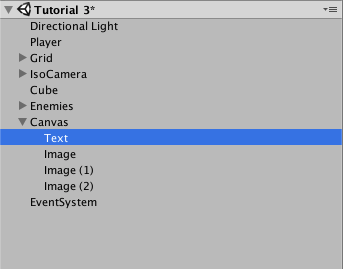 Tutorial 3*
Directional Light
Player
Grid
IsoCamera
Cube
Enemies
Canvas
Text
Image
Image (1)
Image (2)
EventSystem